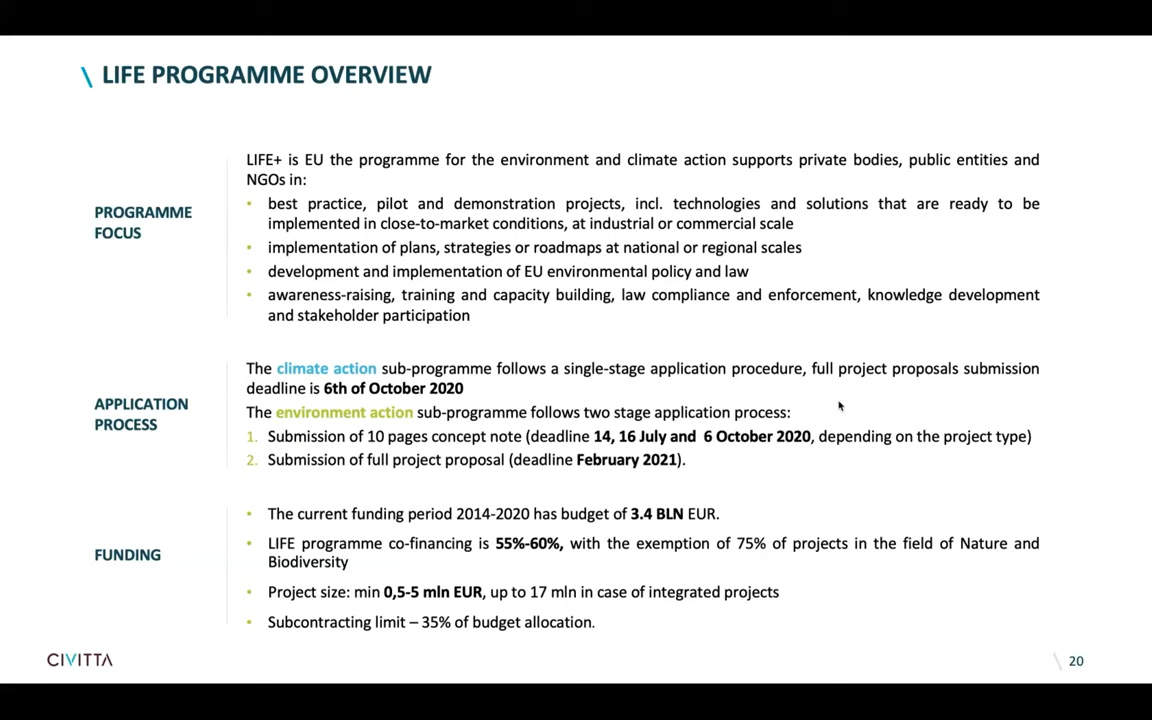 \ LIFE PROGRAMME OVERVIEW
PROGRAMME
FOCUS
LIFE+ is EU the programme for the environment and climate action supports private bodies, public entities and
NGOs in:
• best practice, pilot and demonstration projects, incl. technologies and solutions that are ready to be
implemented in close-to-market conditions, at industrial or commercial scale
• implementation of plans, strategies or roadmaps at national or regional scales
• development and implementation of EU environmental policy and law
• awareness-raising, training and capacity building, law compliance and enforcement, knowledge development
and stakeholder participation
APPLICATION
PROCESS
The climate action sub-programme follows a single-stage application procedure, full project proposals submission
deadline is 6th of October 2020
The environment action sub-programme follows two stage application process:
1. Submission of 10 pages concept note (deadline 14, 16 July and 6 October 2020, depending on the project type)
2. Submission of full project proposal (deadline February 2021).
FUNDING
• The current funding period 2014-2020 has budget of 3.4 BLN EUR.
• LIFE programme co-financing is 55%-60%, with the exemption of 75% of projects in the field of Nature and
Biodiversity
• Project size: min 0,5-5 mln EUR, up to 17 mln in case of integrated projects
• Subcontracting limit – 35% of budget allocation.
CIVITTA
\ 20